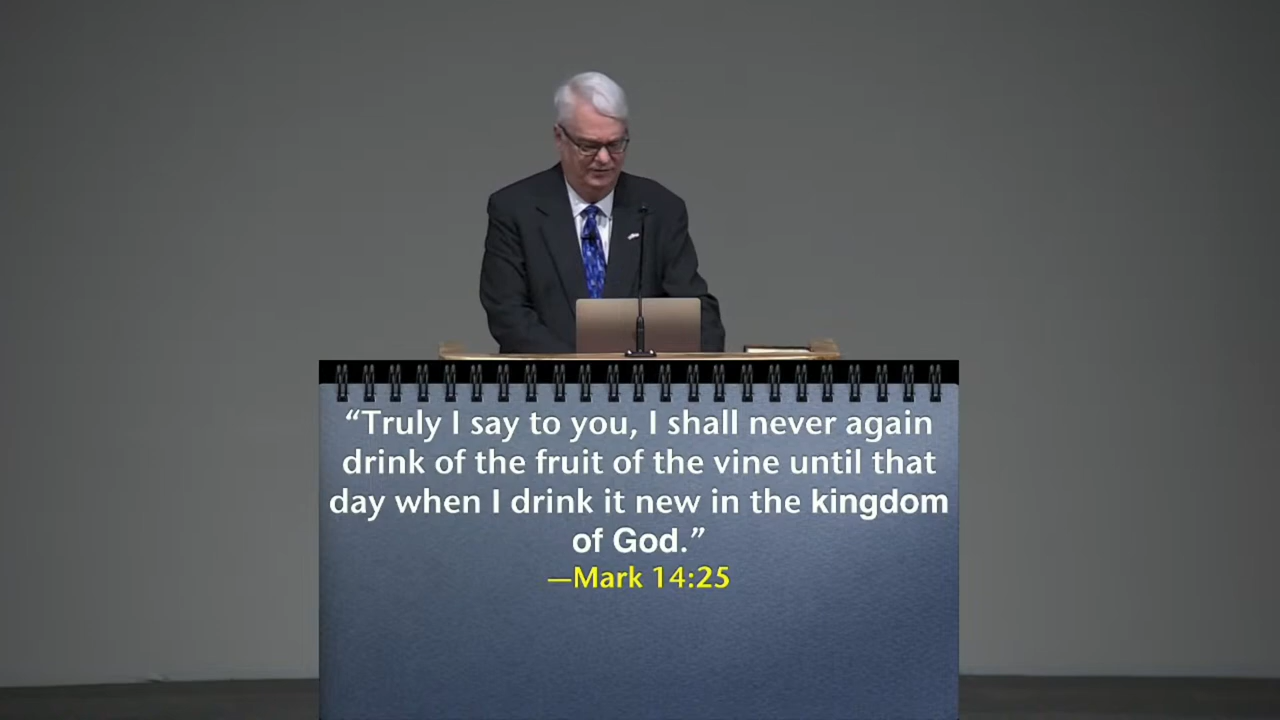 “Truly I say to you, I shall never again
drink of the fruit of the vine until that
day when I drink it new in the kingdom
of God.”
—Mark 14:25